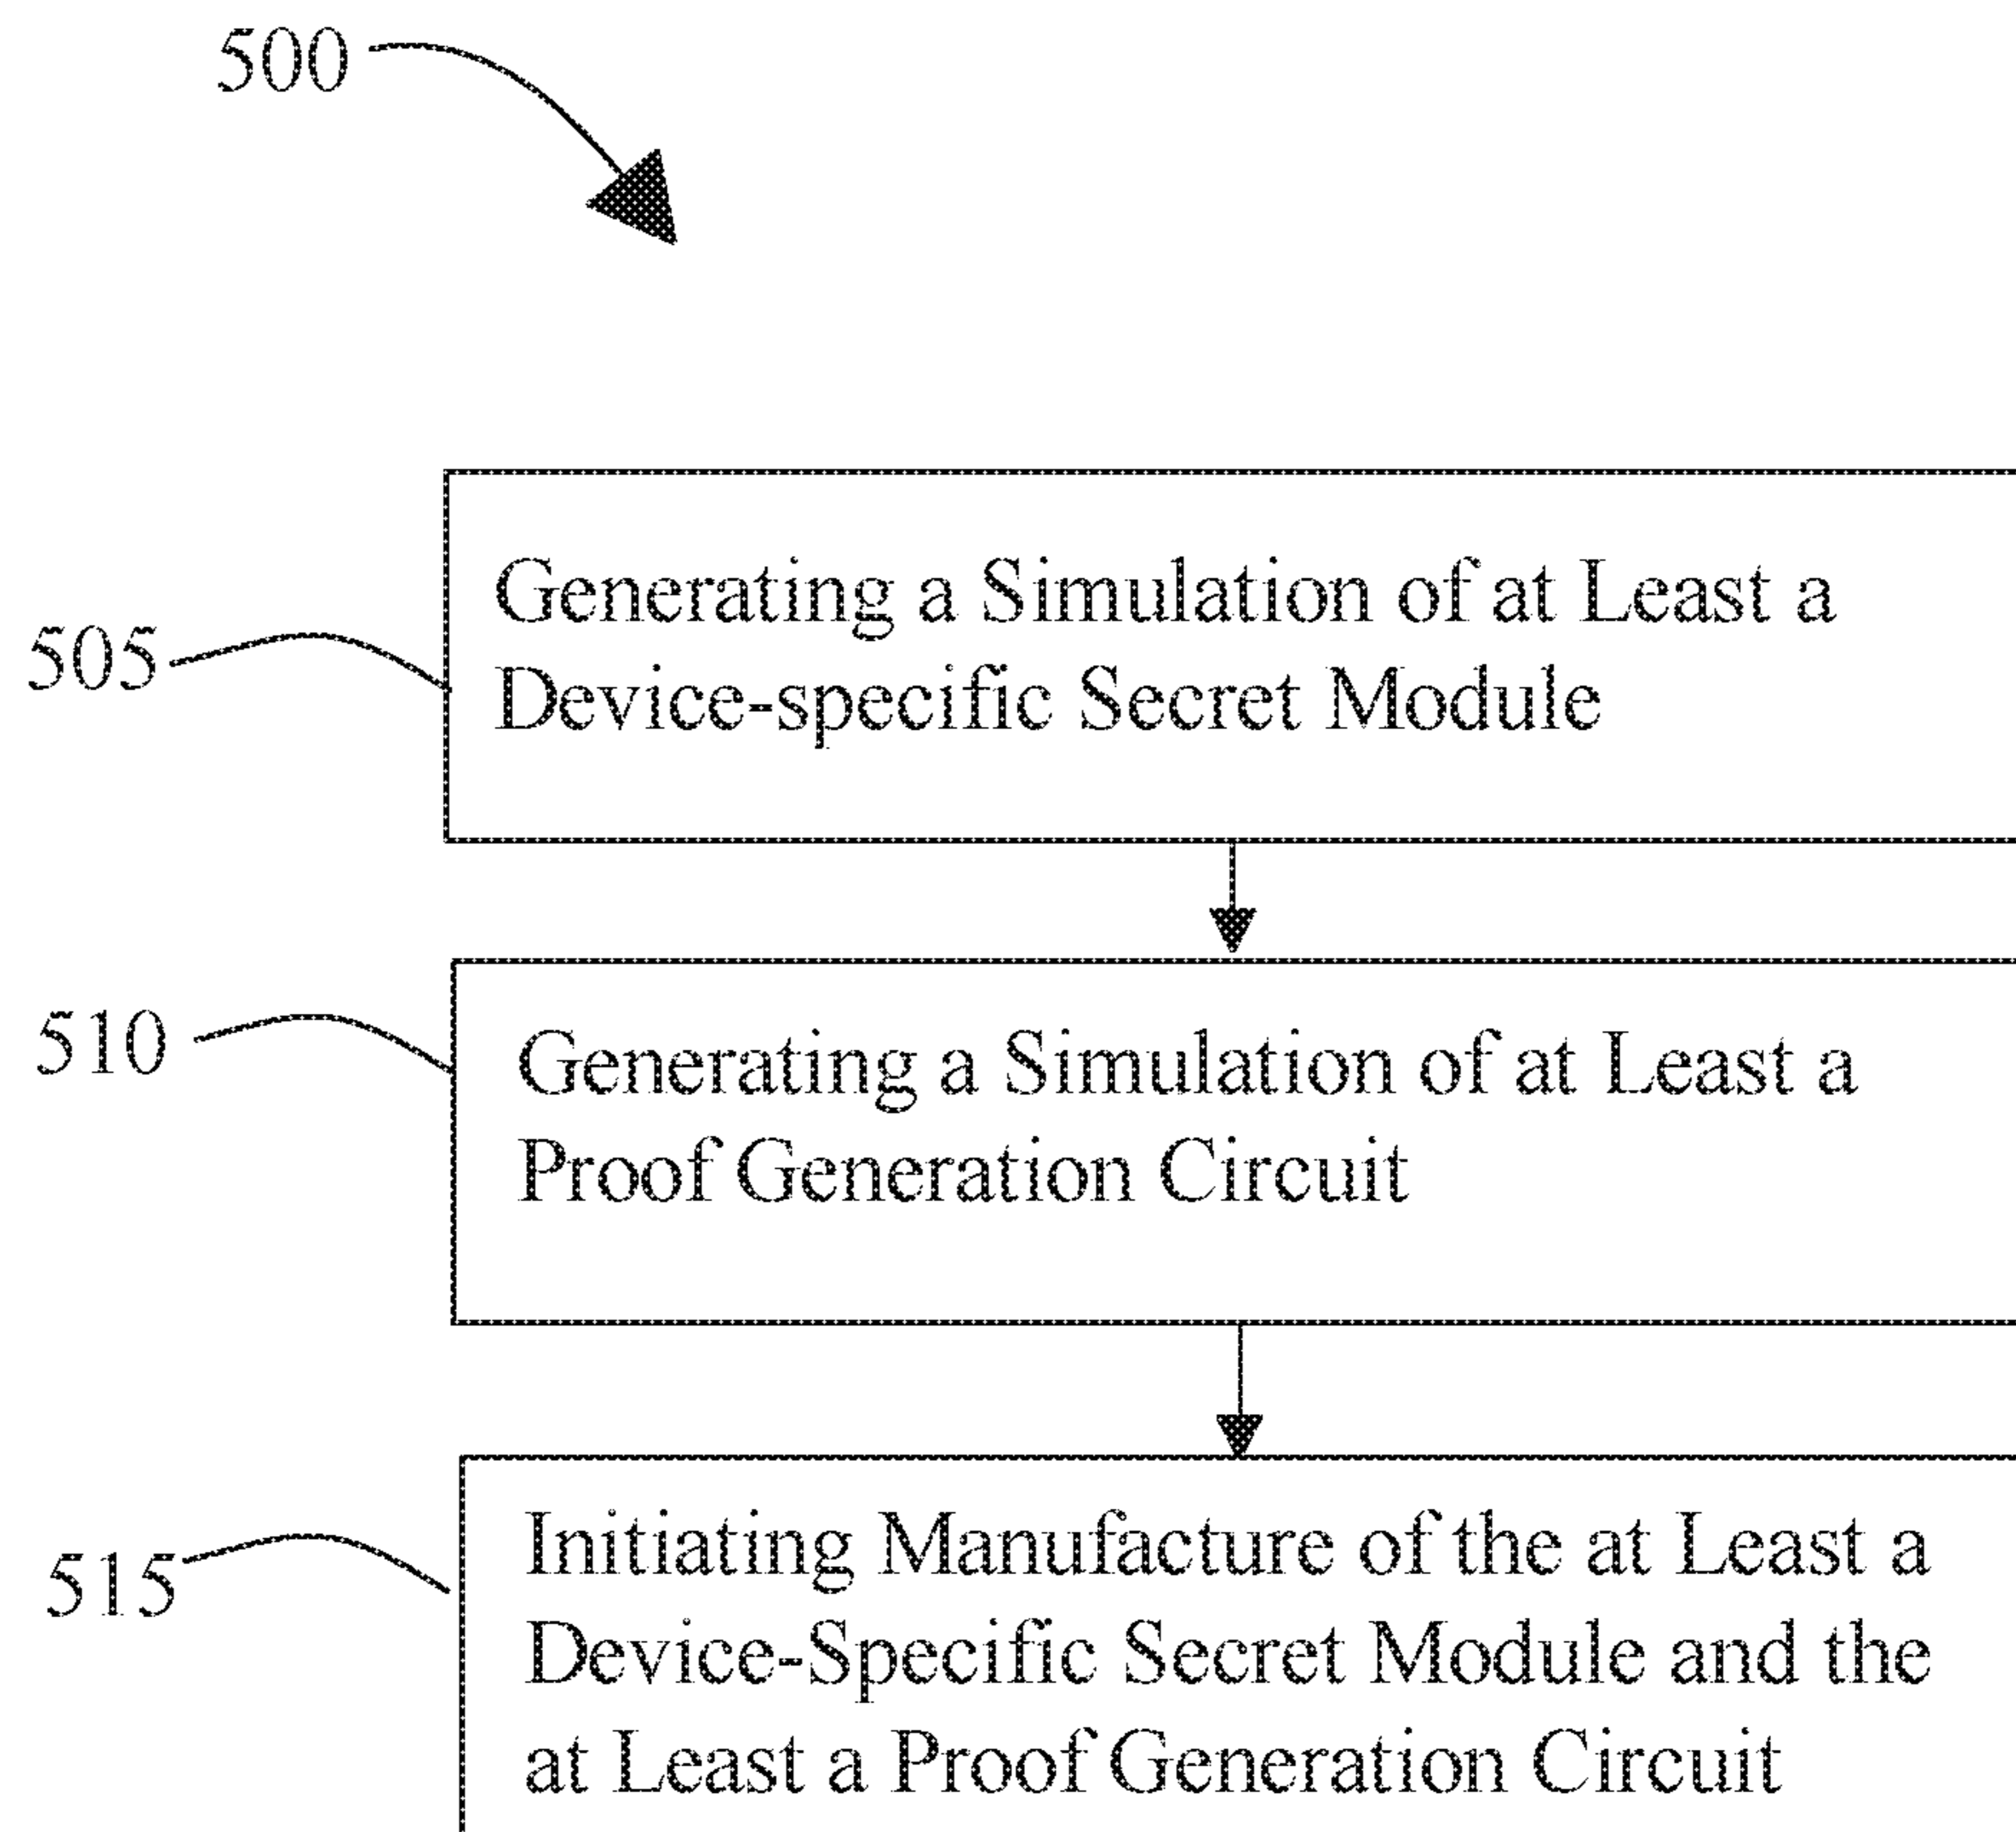 500
505
Generating a Simulation of at Least a
Device-specific Secret Module
510
Generating a Simulation of at Least a
Proof Generation Circuit
515
Initiating Manufacture of the at Least a
Device-Specific Secret Module and the
at Least a Proof Generation Circuit